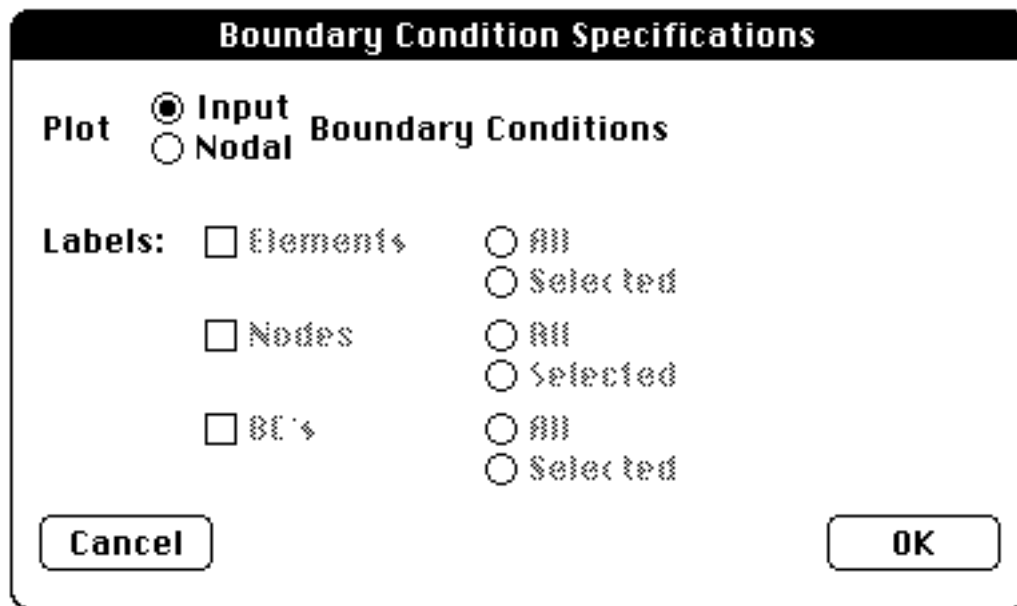 Boundary Condition Specifications
Plot Input Boundary Conditions
Nodal
Labels: Elements All
Selected
Nodes All
Selected
BC's All
Selected
Cancel OK